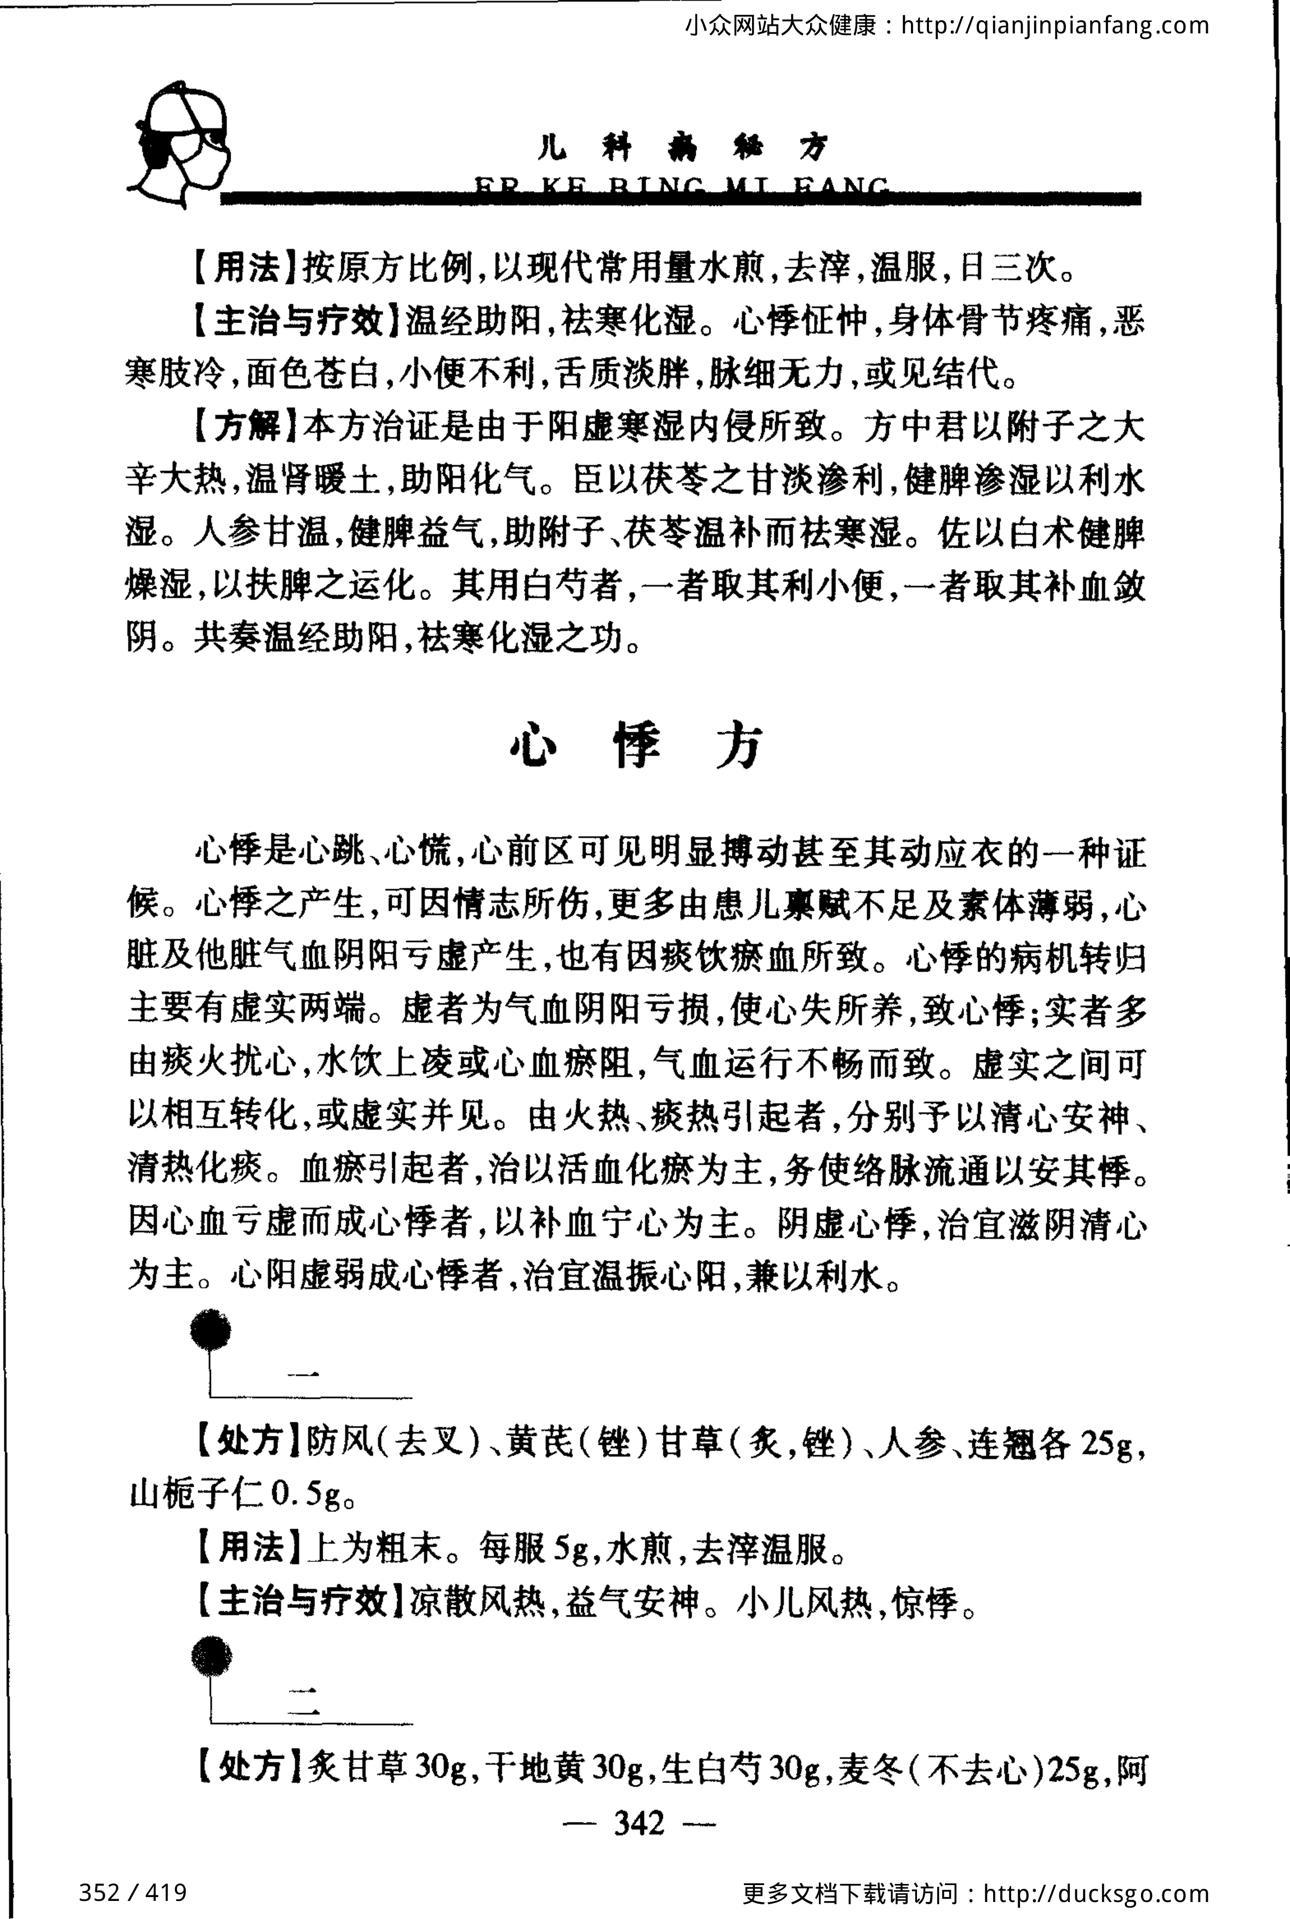 小众网站大众健康：http://qianjinpianfang.com
儿科病秘方
ER KE BING MI FANG
【用法】按原方比例，以现代常用量水煎，去滓，温服，日三次。
【主治与疗效】温经助阳，祛寒化湿。心悸怔忡，身体骨节疼痛，恶
寒肢冷，面色苍白，小便不利，舌质淡胖，脉细无力，或见结代。
【方解】本方治证是由于阳虚寒湿内侵所致。方中君以附子之大
辛大热，温肾暖土，助阳化气。臣以茯苓之甘淡渗利，健脾渗湿以利水
湿。人参甘温，健脾益气，助附子、茯苓温补而祛寒湿。佐以白术健脾
燥湿，以扶脾之运化。其用白芍者，一者取其利小便，一者取其补血敛
阴。共奏温经助阳，祛寒化湿之功。
心悸方
心悸是心跳、心慌，心前区可见明显搏动甚至其动应衣的一种证
候。心悸之产生，可因情志所伤，更多由患儿禀赋不足及素体薄弱，心
脏及他脏气血阴阳亏虚产生，也有因痰饮瘀血所致。心悸的病机转归
主要有虚实两端。虚者为气血阴阳亏损，使心失所养，致心悸；实者多
由痰火扰心，水饮上凌或心血瘀阻，气血运行不畅而致。虚实之间可
以相互转化，或虚实并见。由火热、痰热引起者，分别予以清心安神、
清热化痰。血瘀引起者，治以活血化瘀为主，务使络脉流通以安其悸。
因心血亏虚而成心悸者，以补血宁心为主。阴虚心悸，治宜滋阴清心
为主。心阳虚弱成心悸者，治宜温振心阳，兼以利水。
一
【处方】防风（去叉）、黄芪（锉）甘草（炙，锉）、人参、连翘各 25g，
山栀子仁 0.5g。
【用法】上为粗末。每服 5g，水煎，去滓温服。
【主治与疗效】凉散风热，益气安神。小儿风热，惊悸。
二
【处方】炙甘草 30g，干地黄 30g，生白芍 30g，麦冬（不去心）25g，阿
— 342 —
352 / 419
更多文档下载请访问：http://ducksgo.com